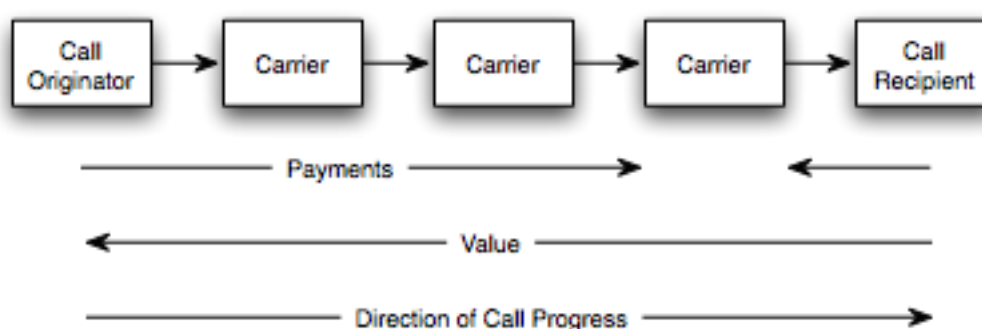 Call
Originator
Carrier
Carrier
Carrier
Call
Recipient
Payments
Value
Direction of Call Progress